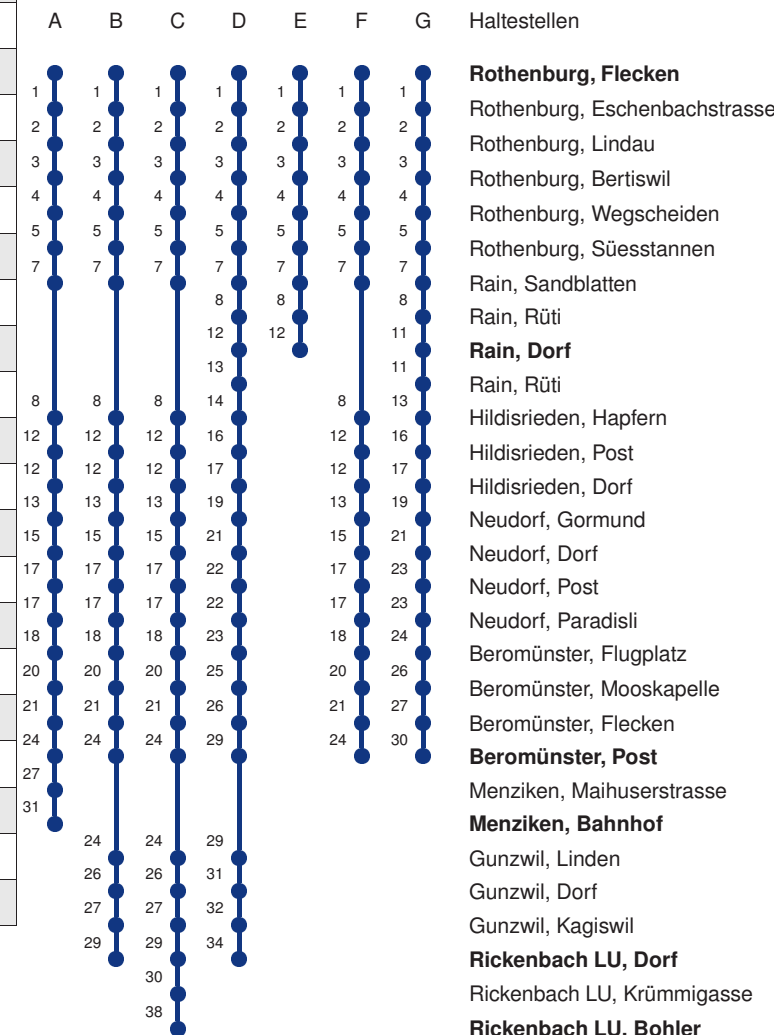 A B C D E F G Haltestellen
Rothenburg, Flecken
1 1 1 1 1 1 1
Rothenburg, Eschenbachstrasse
2 2 2 2 2 2 2
Rothenburg, Lindau
3 3 3 3 3 3 3
Rothenburg, Bertiswil
4 4 4 4 4 4 4
Rothenburg, Wegscheiden
5 5 5 5 5 5 5
Rothenburg, Süesstannen
7 7 7 7 7 7 7
Rain, Sandblatten
8 8 8
Rain, Rüti
12 12 11
Rain, Dorf
13 11
Rain, Rüti
8 8 8 14 8 13
Hildisrieden, Hapfern
12 12 12 16 12 16
Hildisrieden, Post
12 12 12 17 12 17
Hildisrieden, Dorf
13 13 13 19 13 19
Neudorf, Gormund
15 15 15 21 15 21
Neudorf, Dorf
17 17 17 22 17 23
Neudorf, Post
17 17 17 22 17 23
Neudorf, Paradisli
18 18 18 23 18 24
Beromünster, Flugplatz
20 20 20 25 20 26
Beromünster, Mooskapelle
21 21 21 26 21 27
Beromünster, Flecken
24 24 24 29 24 30
Beromünster, Post
27
Menziken, Maihuserstrasse
31
Menziken, Bahnhof
24 24 29
Gunzwil, Linden
26 26 31
Gunzwil, Dorf
27 27 32
Gunzwil, Kagiswil
29 29 34
Rickenbach LU, Dorf
30
Rickenbach LU, Krümmigasse
38
Rickenbach LU, Bohler